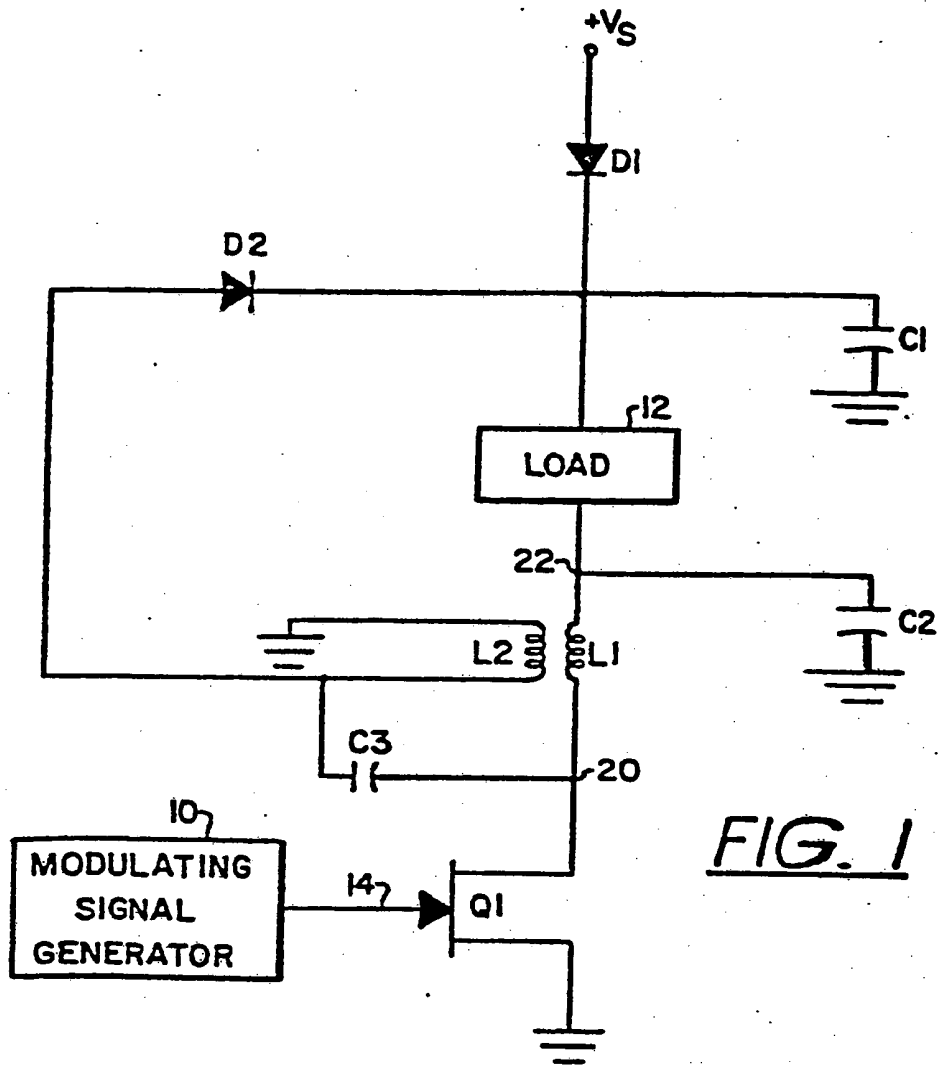 +VS
D1
D2
C1
12
LOAD
22
C2
L2
L1
C3
20
10
MODULATING
SIGNAL
GENERATOR
14
Q1
FIG. 1